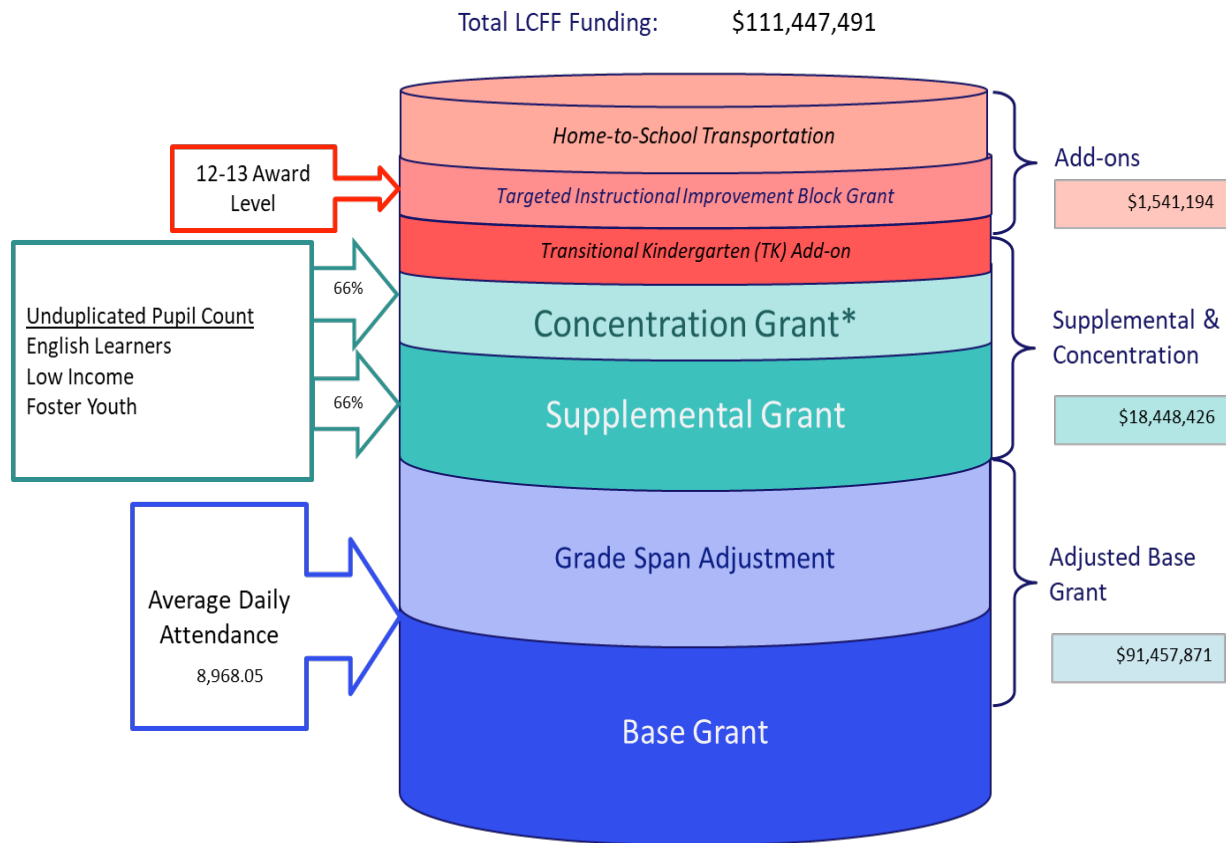 Total LCFF Funding: $111,447,491
Home-to-School Transportation
12-13 Award
Level
Targeted Instructional Improvement Block Grant
Add-ons
$1,541,194
Transitional Kindergarten (TK) Add-on
66%
Unduplicated Pupil Count
English Learners
Low Income
Foster Youth
66%
Concentration Grant*
Supplemental Grant
Supplemental &
Concentration
$18,448,426
Grade Span Adjustment
Average Daily
Attendance
8,968.05
Adjusted Base
Grant
$91,457,871
Base Grant